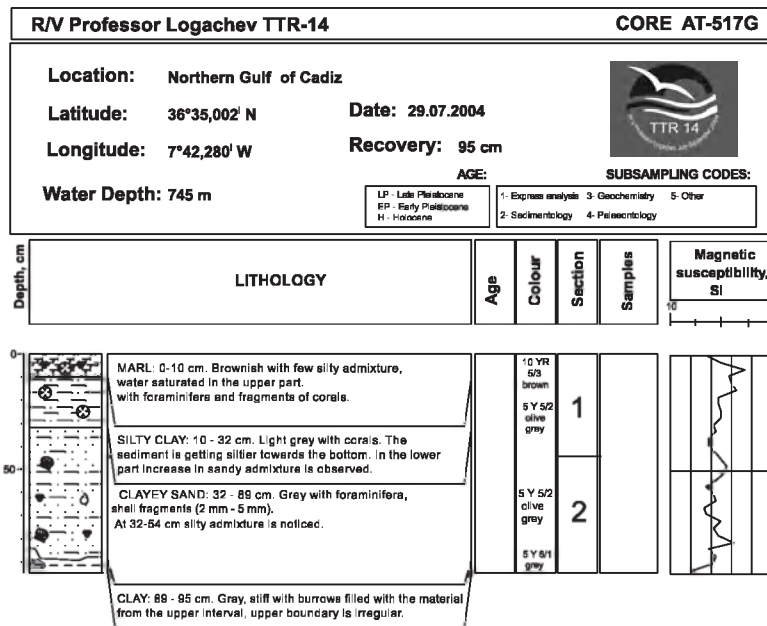 R/V Professor Logachev TTR-14
CORE AT-517G
Location: Northern Gulf of Cadiz
Latitude: 36°35,002ˡ N
Date: 29.07.2004
Longitude: 7°42,280ˡ W
Recovery: 95 cm
Water Depth: 745 m
TTR 14
AGE:
LP - Late Pleistocene
EP - Early Pleistocene
H - Holocene
SUBSAMPLING CODES:
1- Express analysis 3- Geochemistry 5- Other
2- Sedimentology 4- Paleontology
Depth, cm
LITHOLOGY
Age
Colour
Section
Samples
Magnetic
susceptibility,
SI
10
0
50
MARL: 0-10 cm. Brownish with few silty admixture,
water saturated in the upper part.
with foraminifera and fragments of corals.
SILTY CLAY: 10 - 32 cm. Light grey with corals. The
sediment is getting siltier towards the bottom. In the lower
part increase in sandy admixture is observed.
CLAYEY SAND: 32 - 89 cm. Grey with foraminifera,
shell fragments (2 mm - 5 mm).
At 32-54 cm silty admixture is noticed.
CLAY: 89 - 95 cm. Gray, stiff with burrows filled with the material
from the upper interval, upper boundary is irregular.
10 YR
5/3
brown
5 Y 5/2
olive
grey
5 Y 5/2
olive
grey
5 Y 6/1
grey
1
2